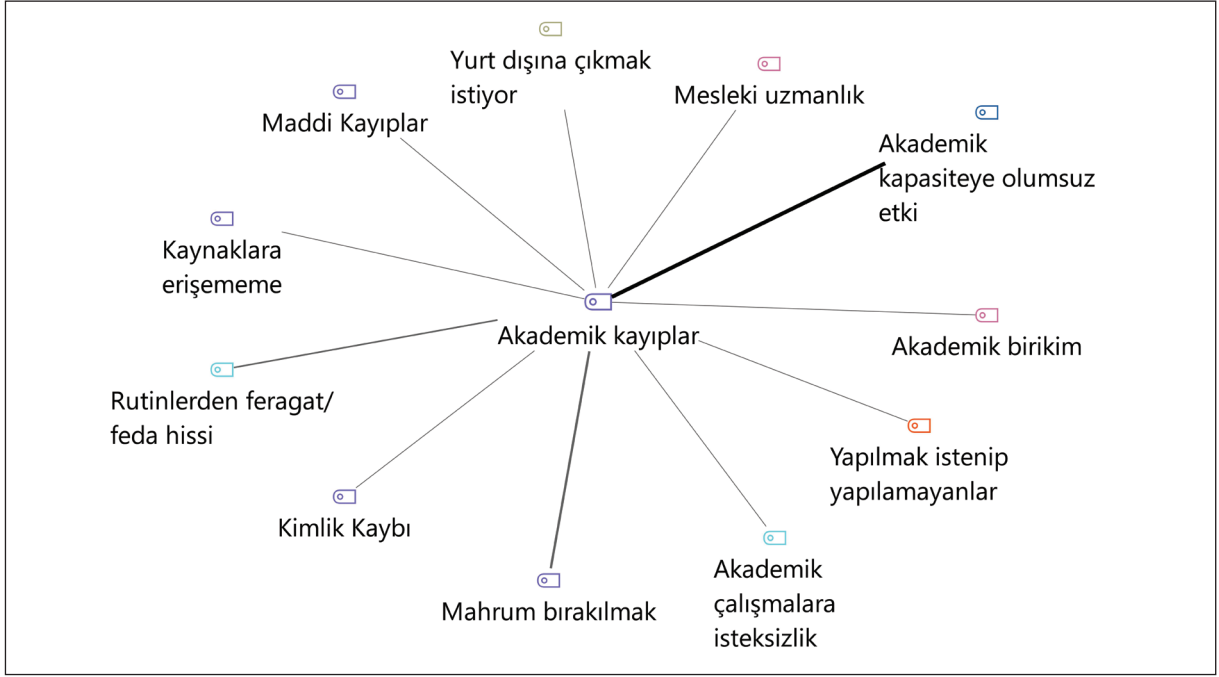 Yurt dışına çıkmak
istiyor
Mesleki uzmanlık
Maddi Kayıplar
Akademik
kapasiteye olumsuz
etki
Kaynaklara
erişememe
Akademik kayıplar
Akademik birikim
Rutinlerden feragat/
feda hissi
Yapılmak istenip
yapılamayanlar
Kimlik Kaybı
Akademik
çalışmalara
isteksizlik
Mahrum bırakılmak